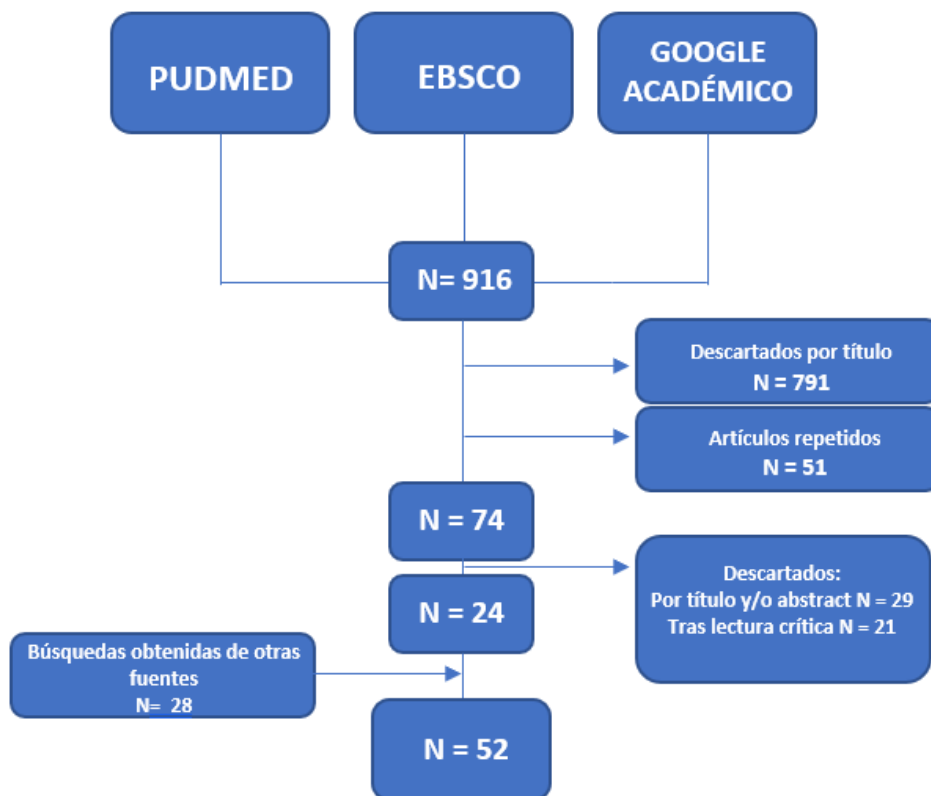 PUDMED
EBSCO
GOOGLE
ACADÉMICO
N= 916
Descartados por título
N = 791
Artículos repetidos
N = 51
N = 74
Descartados:
Por título y/o abstract N = 29
Tras lectura crítica N = 21
N = 24
Búsquedas obtenidas de otras
fuentes
N= 28
N = 52